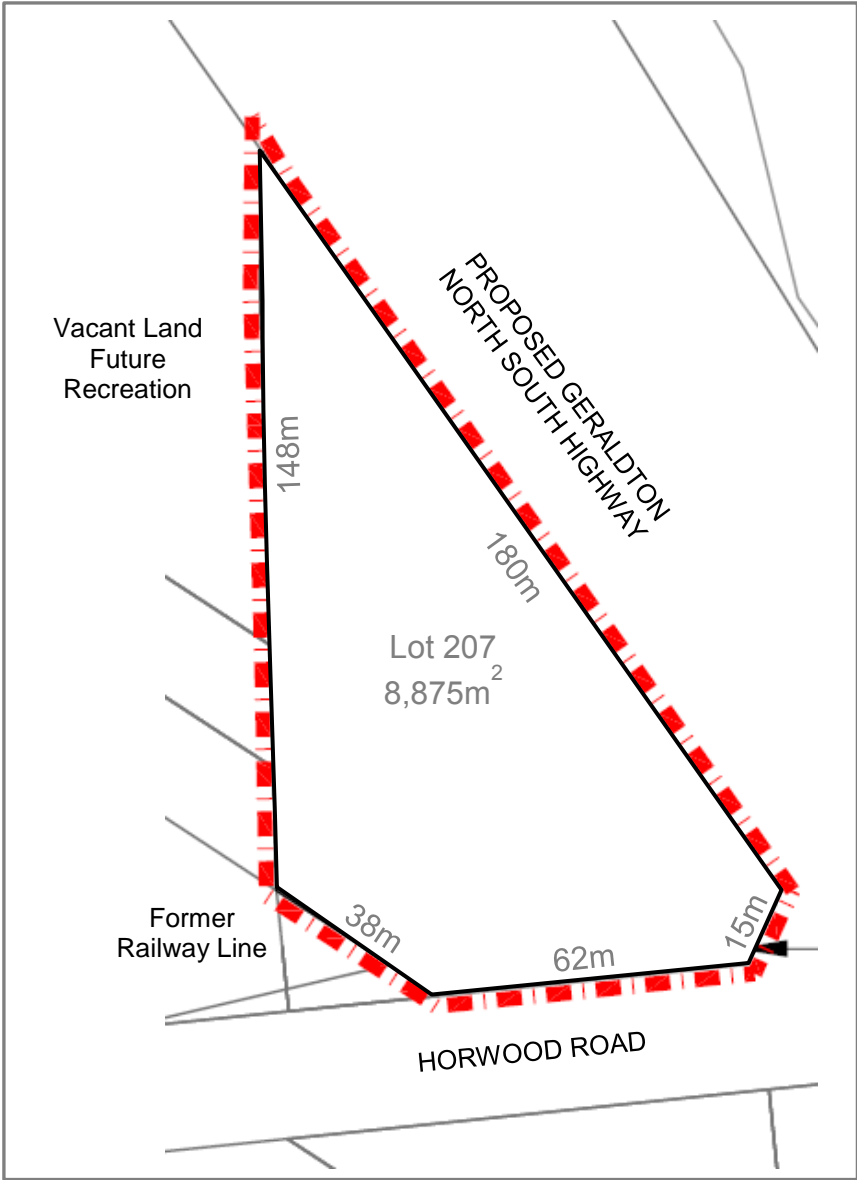 PROPOSED GERALDTON
NORTH SOUTH HIGHWAY
Vacant Land
Future
Recreation
148m
180m
Lot 207
8,875m²
Former
Railway Line
38m
62m
15m
HORWOOD ROAD